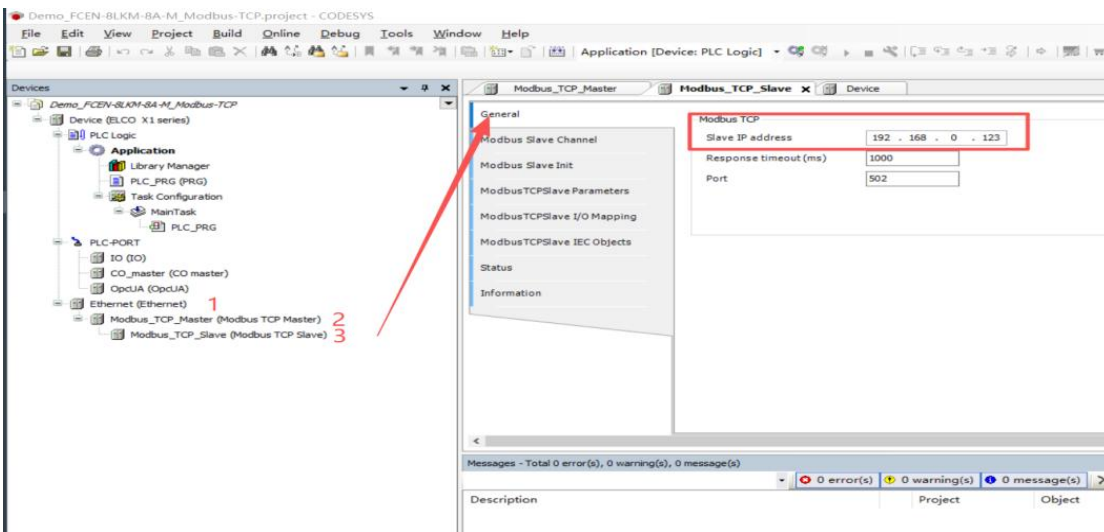 Demo_FCEN-8LKM-8A-M_Modbus-TCP.project - CODESYS
File Edit View Project Build Online Debug Tools Window Help
Application [Device: PLC Logic]
Devices
Demo_FCEN-8LKM-8A-M_Modbus-TCP
Device (ELCO X1 series)
PLC Logic
Application
Library Manager
PLC_PRG (PRG)
Task Configuration
MainTask
PLC_PRG
PLC-PORT
IO (IO)
CO_master (CO master)
OpcUA (OpcUA)
Ethernet (Ethernet) 1
Modbus_TCP_Master (Modbus TCP Master) 2
Modbus_TCP_Slave (Modbus TCP Slave) 3
Modbus_TCP_Master Modbus_TCP_Slave X Device
General
Modbus Slave Channel
Modbus Slave Init
ModbusTCPSlave Parameters
ModbusTCPSlave I/O Mapping
ModbusTCPSlave IEC Objects
Status
Information
Modbus TCP
Slave IP address 192 . 168 . 0 . 123
Response timeout (ms) 1000
Port 502
Messages - Total 0 error(s), 0 warning(s), 0 message(s)
0 error(s) 0 warning(s) 0 message(s)
Description Project Object